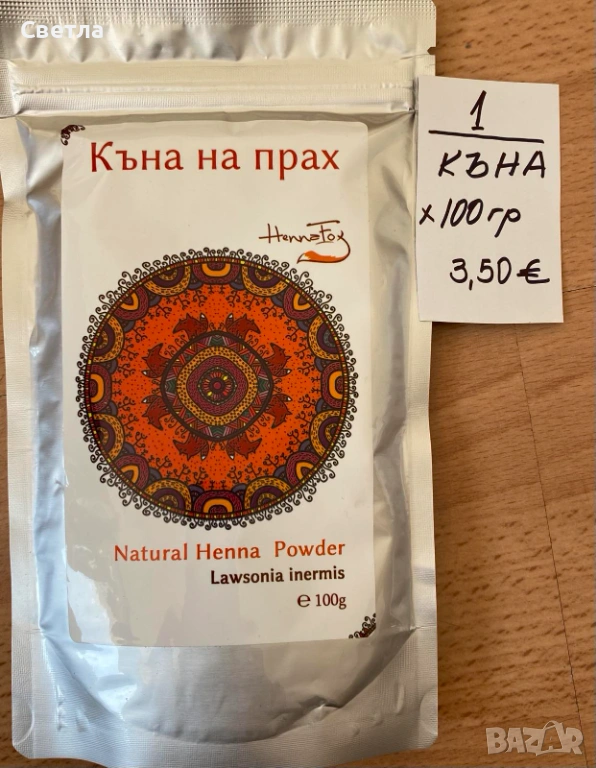 Светла
Къна на прах
HennaFox
Natural Henna Powder
Lawsonia inermis
℮ 100g
1
КЪНА
x 100 гр
3,50 €
BAZAR